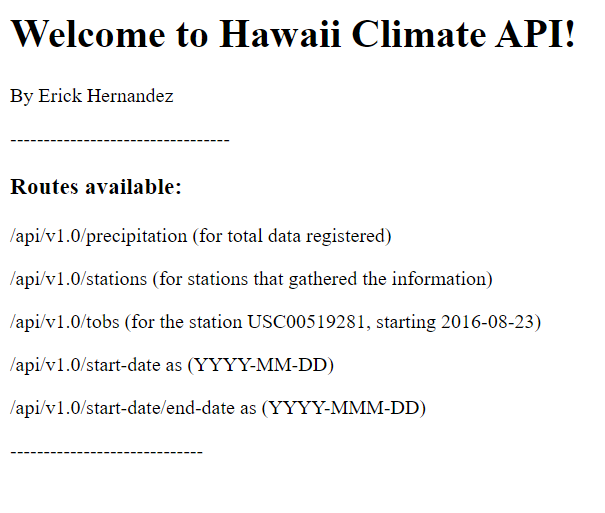 Welcome to Hawaii Climate API!
By Erick Hernandez
---------------------------------
Routes available:
/api/v1.0/precipitation (for total data registered)
/api/v1.0/stations (for stations that gathered the information)
/api/v1.0/tobs (for the station USC00519281, starting 2016-08-23)
/api/v1.0/start-date as (YYYY-MM-DD)
/api/v1.0/start-date/end-date as (YYYY-MMM-DD)
-----------------------------